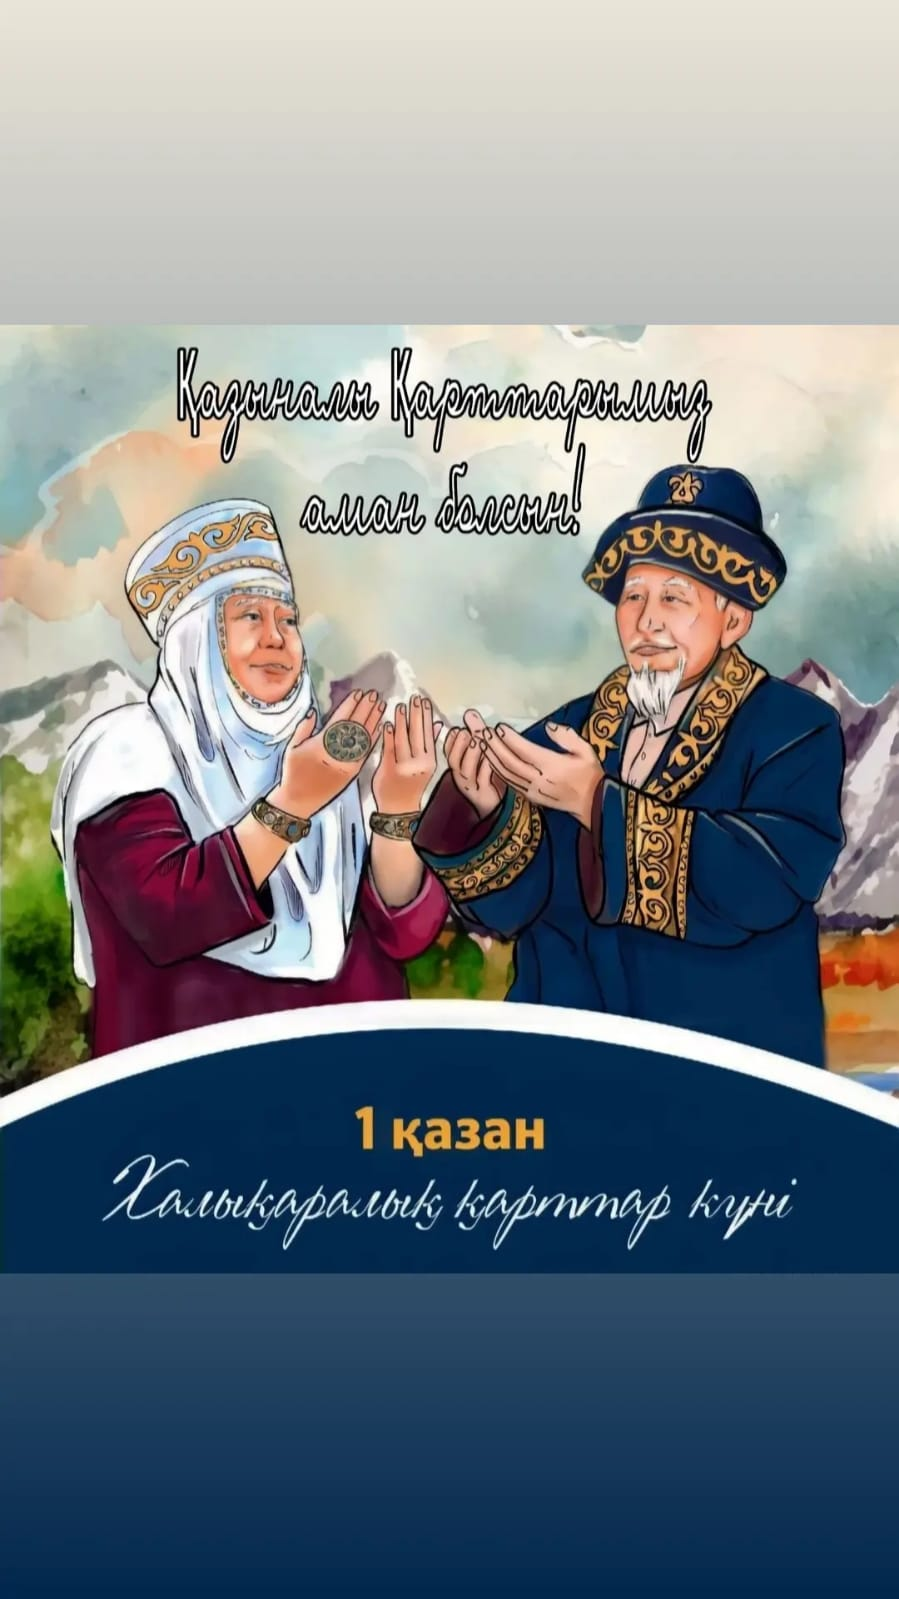 Қазыналы Қарттарымыз
аман болсын!
1 қазан
Халықаралық қарттар күні